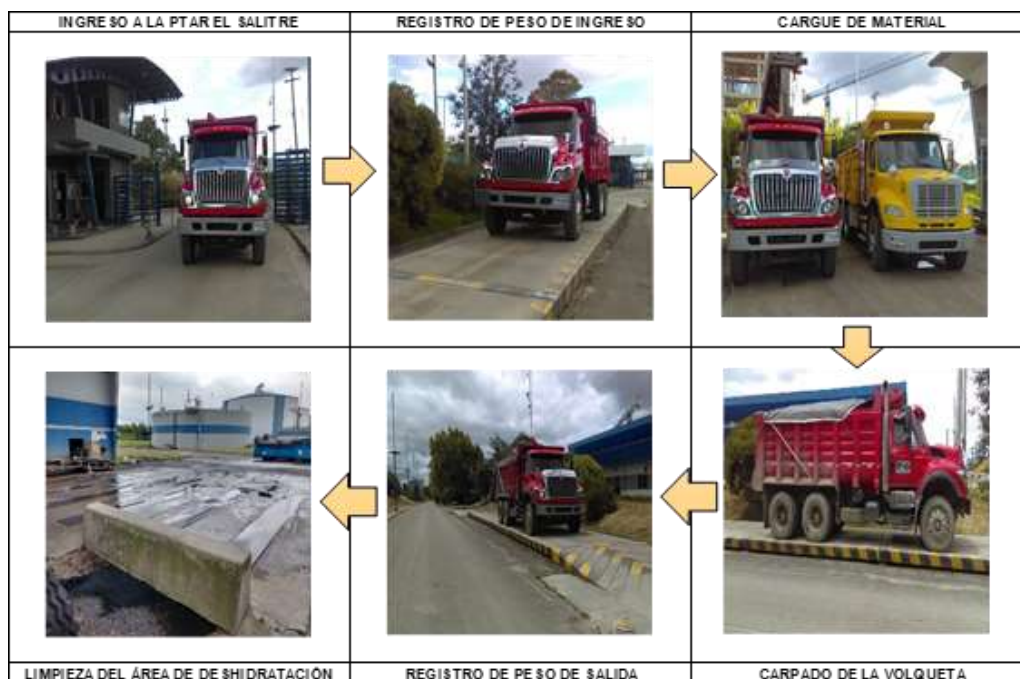 INGRESO A LA PTAR EL SALITRE
REGISTRO DE PESO DE INGRESO
CARGUE DE MATERIAL
LIMPIEZA DEL ÁREA DE DESHIDRATACIÓN
REGISTRO DE PESO DE SALIDA
CARPADO DE LA VOLQUETA